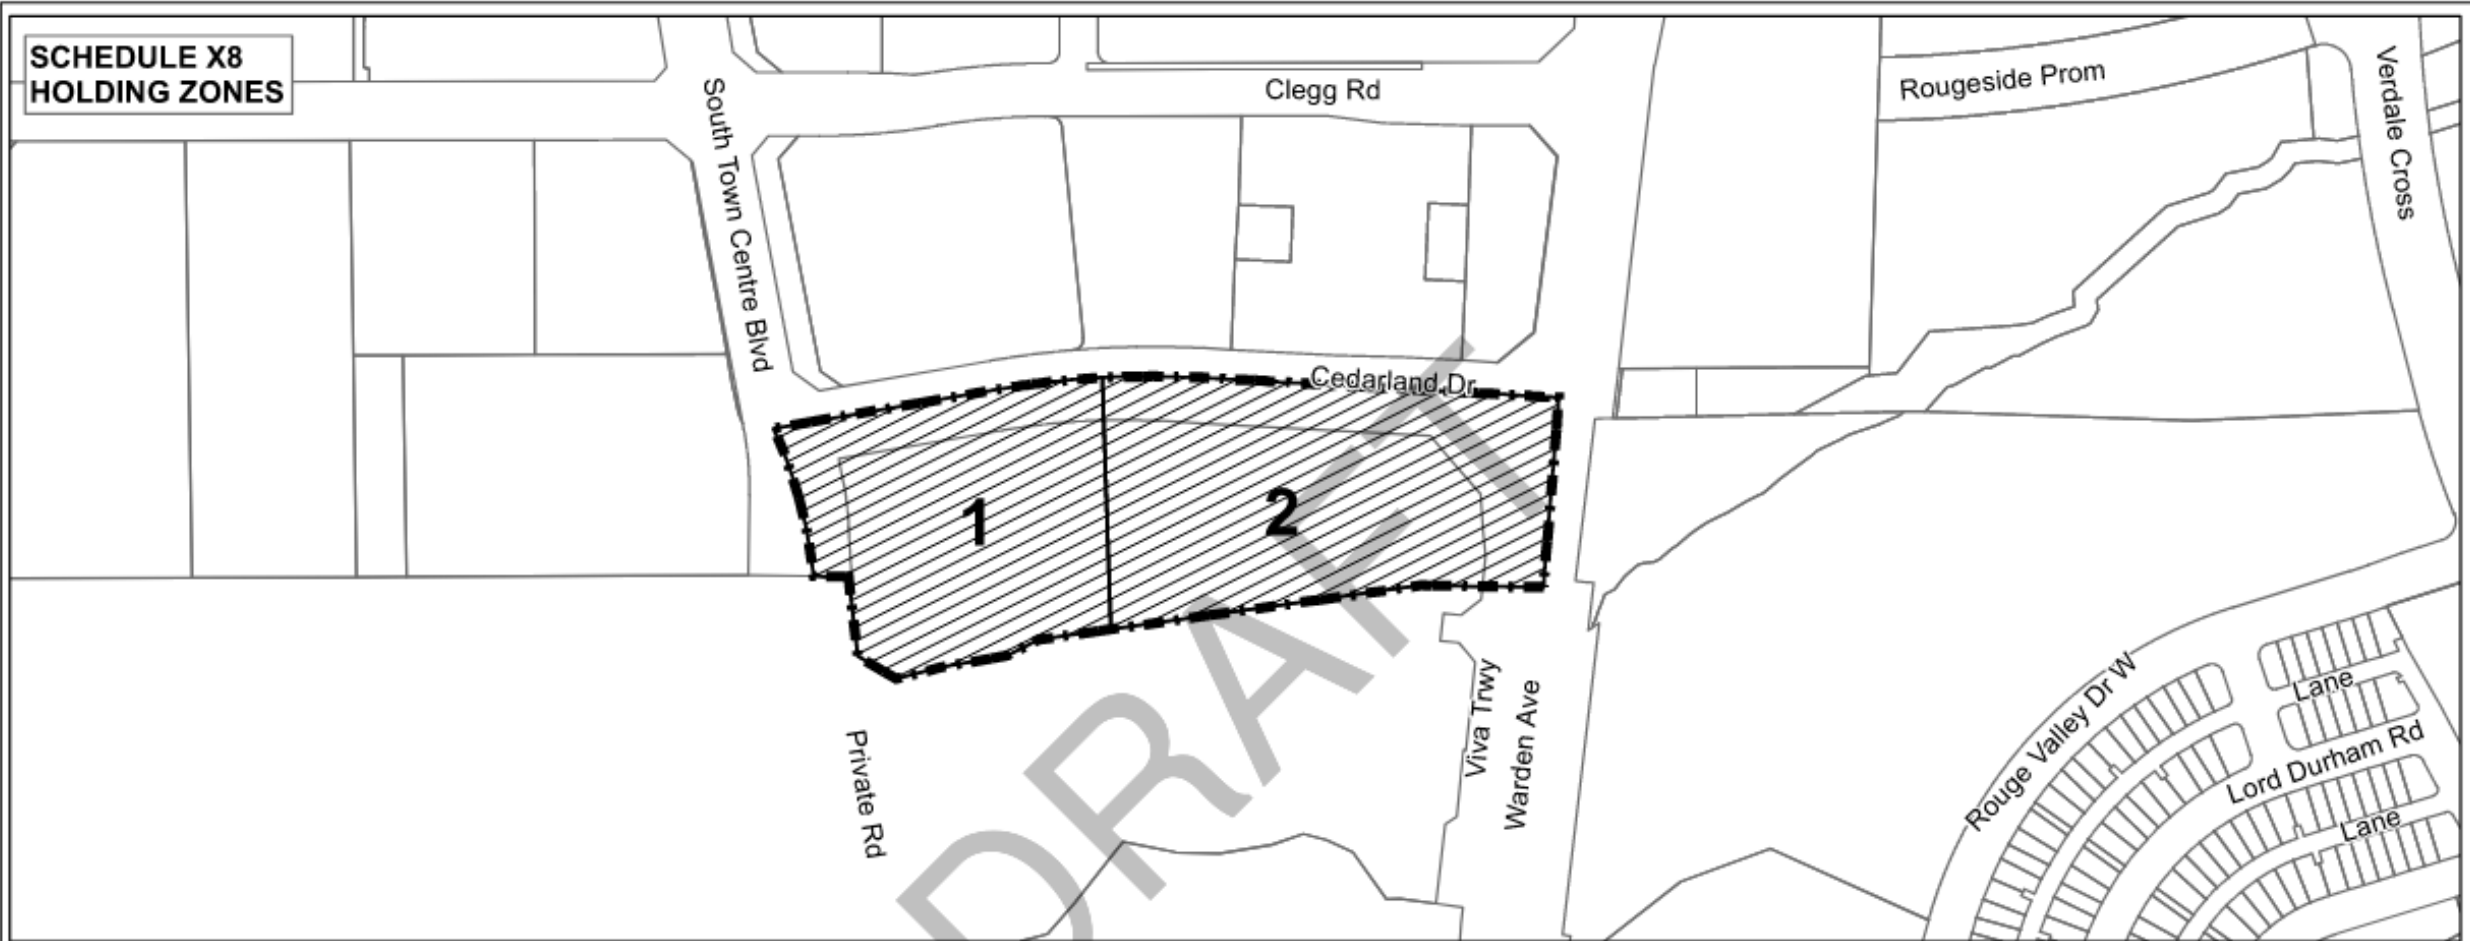 SCHEDULE X8
HOLDING ZONES
Clegg Rd
Rougeside Prom
Verdale Cross
South Town Centre Blvd
Cedarland Dr
1
2
DRAFT
Viva Trwy
Warden Ave
Private Rd
Rouge Valley Dr W
Lane
Lord Durham Rd
Lane